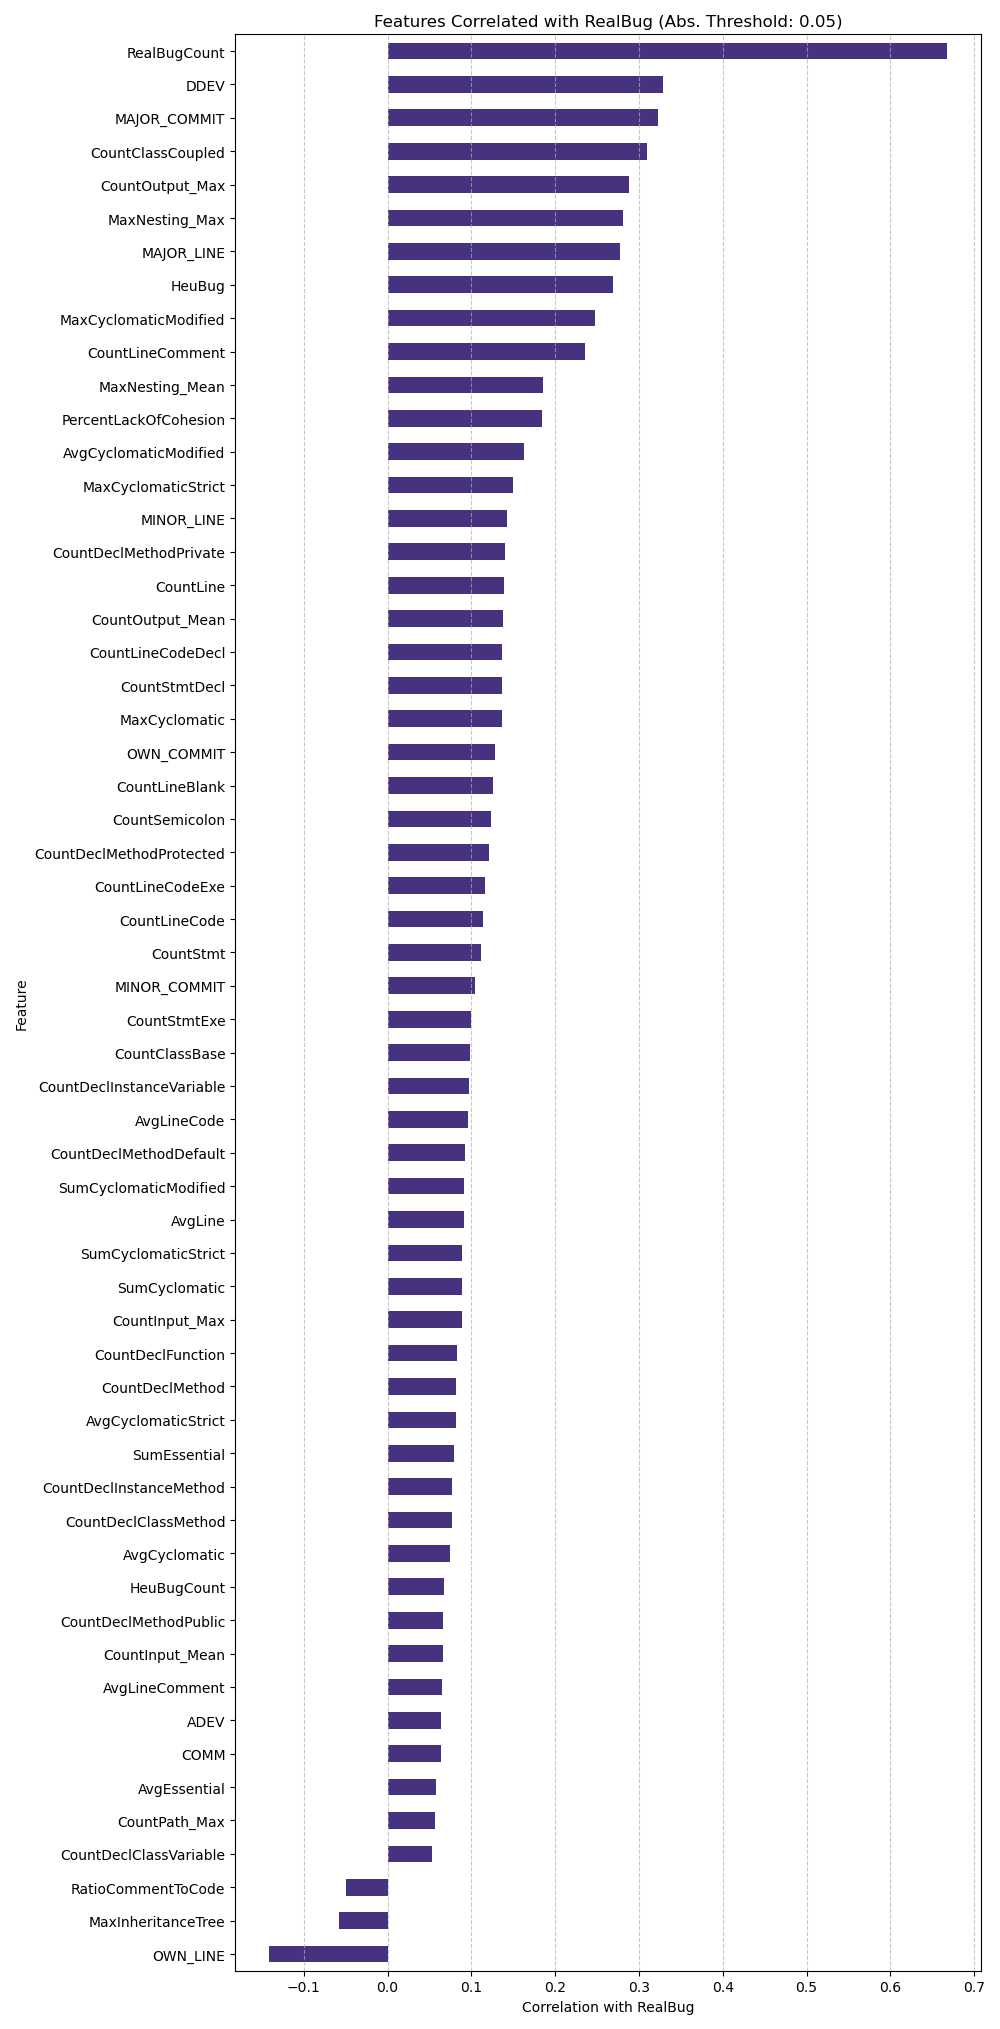 Features Correlated with RealBug (Abs. Threshold: 0.05)
RealBugCount
DDEV
MAJOR_COMMIT
CountClassCoupled
CountOutput_Max
MaxNesting_Max
MAJOR_LINE
HeuBug
MaxCyclomaticModified
CountLineComment
MaxNesting_Mean
PercentLackOfCohesion
AvgCyclomaticModified
MaxCyclomaticStrict
MINOR_LINE
CountDeclMethodPrivate
CountLine
CountOutput_Mean
CountLineCodeDecl
CountStmtDecl
MaxCyclomatic
OWN_COMMIT
CountLineBlank
CountSemicolon
CountDeclMethodProtected
CountLineCodeExe
CountLineCode
CountStmt
MINOR_COMMIT
CountStmtExe
CountClassBase
CountDeclInstanceVariable
AvgLineCode
CountDeclMethodDefault
SumCyclomaticModified
AvgLine
SumCyclomaticStrict
SumCyclomatic
CountInput_Max
CountDeclFunction
CountDeclMethod
AvgCyclomaticStrict
SumEssential
CountDeclInstanceMethod
CountDeclClassMethod
AvgCyclomatic
HeuBugCount
CountDeclMethodPublic
CountInput_Mean
AvgLineComment
ADEV
COMM
AvgEssential
CountPath_Max
CountDeclClassVariable
RatioCommentToCode
MaxInheritanceTree
OWN_LINE
Feature
−0.1 0.0 0.1 0.2 0.3 0.4 0.5 0.6 0.7
Correlation with RealBug